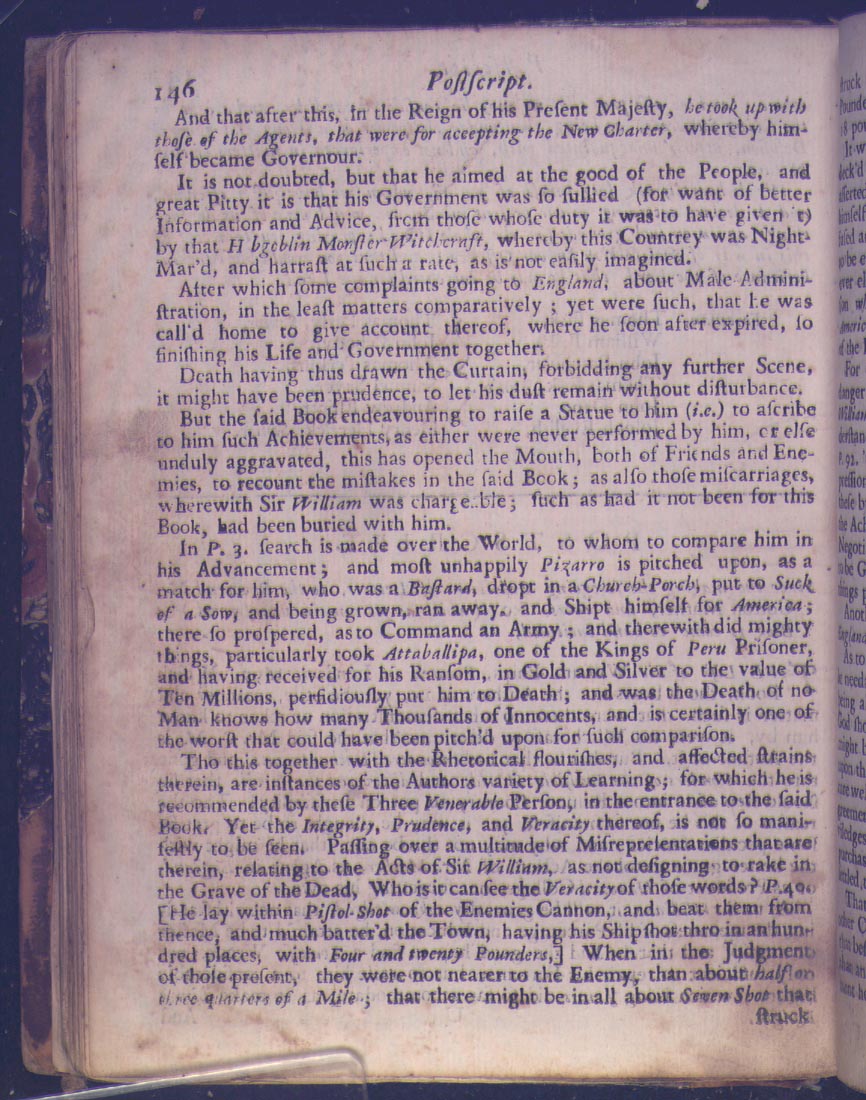 146 Poſtſcript.
And that after this, in the Reign of his Preſent Majeſty, he took up with
thoſe of the Agents, that were for accepting the New Charter, whereby him-
ſelf became Governour.
It is not doubted, but that he aimed at the good of the People, and
great Pitty it is that his Government was ſo ſullied (for want of better
Information and Advice, from thoſe whoſe duty it was to have given t)
by that H bgoblin Monſter Witchcraft, whereby this Countrey was Night-
Mar'd, and harraſt at ſuch a rate, as is not eaſily imagined.
After which ſome complaints going to England, about Male Admini-
ſtration, in the leaſt matters comparatively ; yet were ſuch, that he was
call'd home to give account thereof, where he ſoon after expired, ſo
finiſhing his Life and Government together.
Death having thus drawn the Curtain, forbidding any further Scene,
it might have been prudence, to let his duſt remain without diſturbance.
But the ſaid Book endeavouring to raiſe a Statue to him (i.e.) to aſcribe
to him ſuch Achievements, as either were never performed by him, or elſe
unduly aggravated, this has opened the Mouth, both of Friends and Ene-
mies, to recount the miſtakes in the ſaid Book ; as alſo thoſe miſcarriages,
wherewith Sir William was charge ble ; ſuch as had it not been for this
Book, had been buried with him.
In P. 3. ſearch is made over the World, to whom to compare him in
his Advancement ; and moſt unhappily Pizarro is pitched upon, as a
match for him, who was a Baſtard, dropt in a Church-Porch, put to Suck
of a Sow, and being grown, ran away, and Shipt himſelf for America ;
there ſo proſpered, as to Command an Army ; and therewith did mighty
things, particularly took Attaballipa, one of the Kings of Peru Priſoner,
and having received for his Ranſom, in Gold and Silver to the value of
Ten Millions, perfidiouſly put him to Death ; and was the Death of no
Man knows how many Thouſands of Innocents, and is certainly one of
the worſt that could have been pitch'd upon for ſuch compariſon.
Tho this together with the Rhetorical flouriſhes, and affected ſtrains
therein, are inſtances of the Authors variety of Learning ; for which he is
recommended by theſe Three Venerable Perſon, in the entrance to the ſaid
Book. Yet the Integrity, Prudence, and Veracity thereof, is not ſo mani-
feſtly to be ſeen. Paſſing over a multitude of Miſrepreſentations that are
therein, relating to the Acts of Sir William, as not deſigning to rake in
the Grave of the Dead, Who is it can ſee the Veracity of thoſe words ? P.40.
[He lay within Piſtol-Shot of the Enemies Cannon, and beat them from
thence, and much batter'd the Town, having his Ship ſhot thro in an hun-
dred places, with Four and twenty Pounders,] When in the Judgment
of thoſe preſent, they were not nearer to the Enemy, than about half or
three quarters of a Mile ; that there might be in all about Seven Shot that
ſtruck